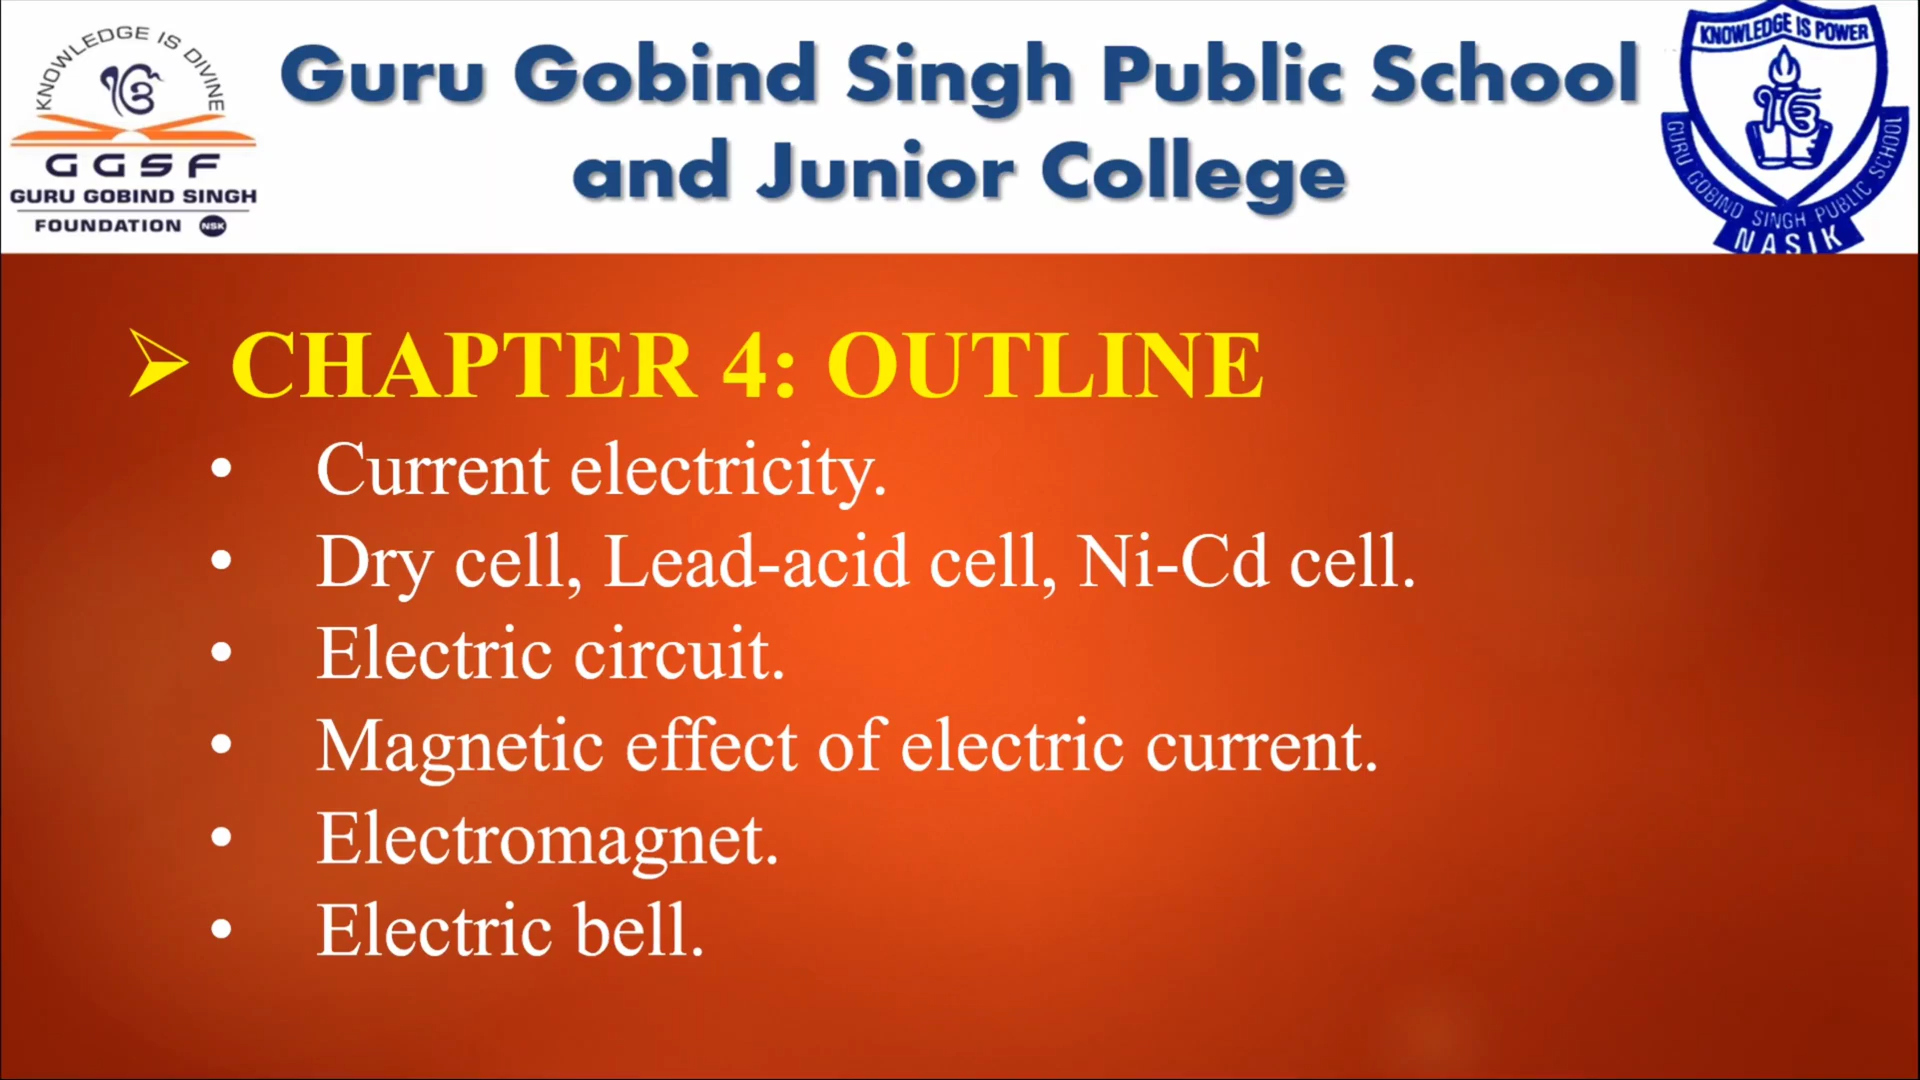 KNOWLEDGE IS DIVINE
ੴ
GGSF
GURU GOBIND SINGH
FOUNDATION NSK
Guru Gobind Singh Public School
and Junior College
KNOWLEDGE IS POWER
ੴ
GURU GOBIND SINGH PUBLIC SCHOOL
NASIK
➢ CHAPTER 4: OUTLINE
• Current electricity.
• Dry cell, Lead-acid cell, Ni-Cd cell.
• Electric circuit.
• Magnetic effect of electric current.
• Electromagnet.
• Electric bell.